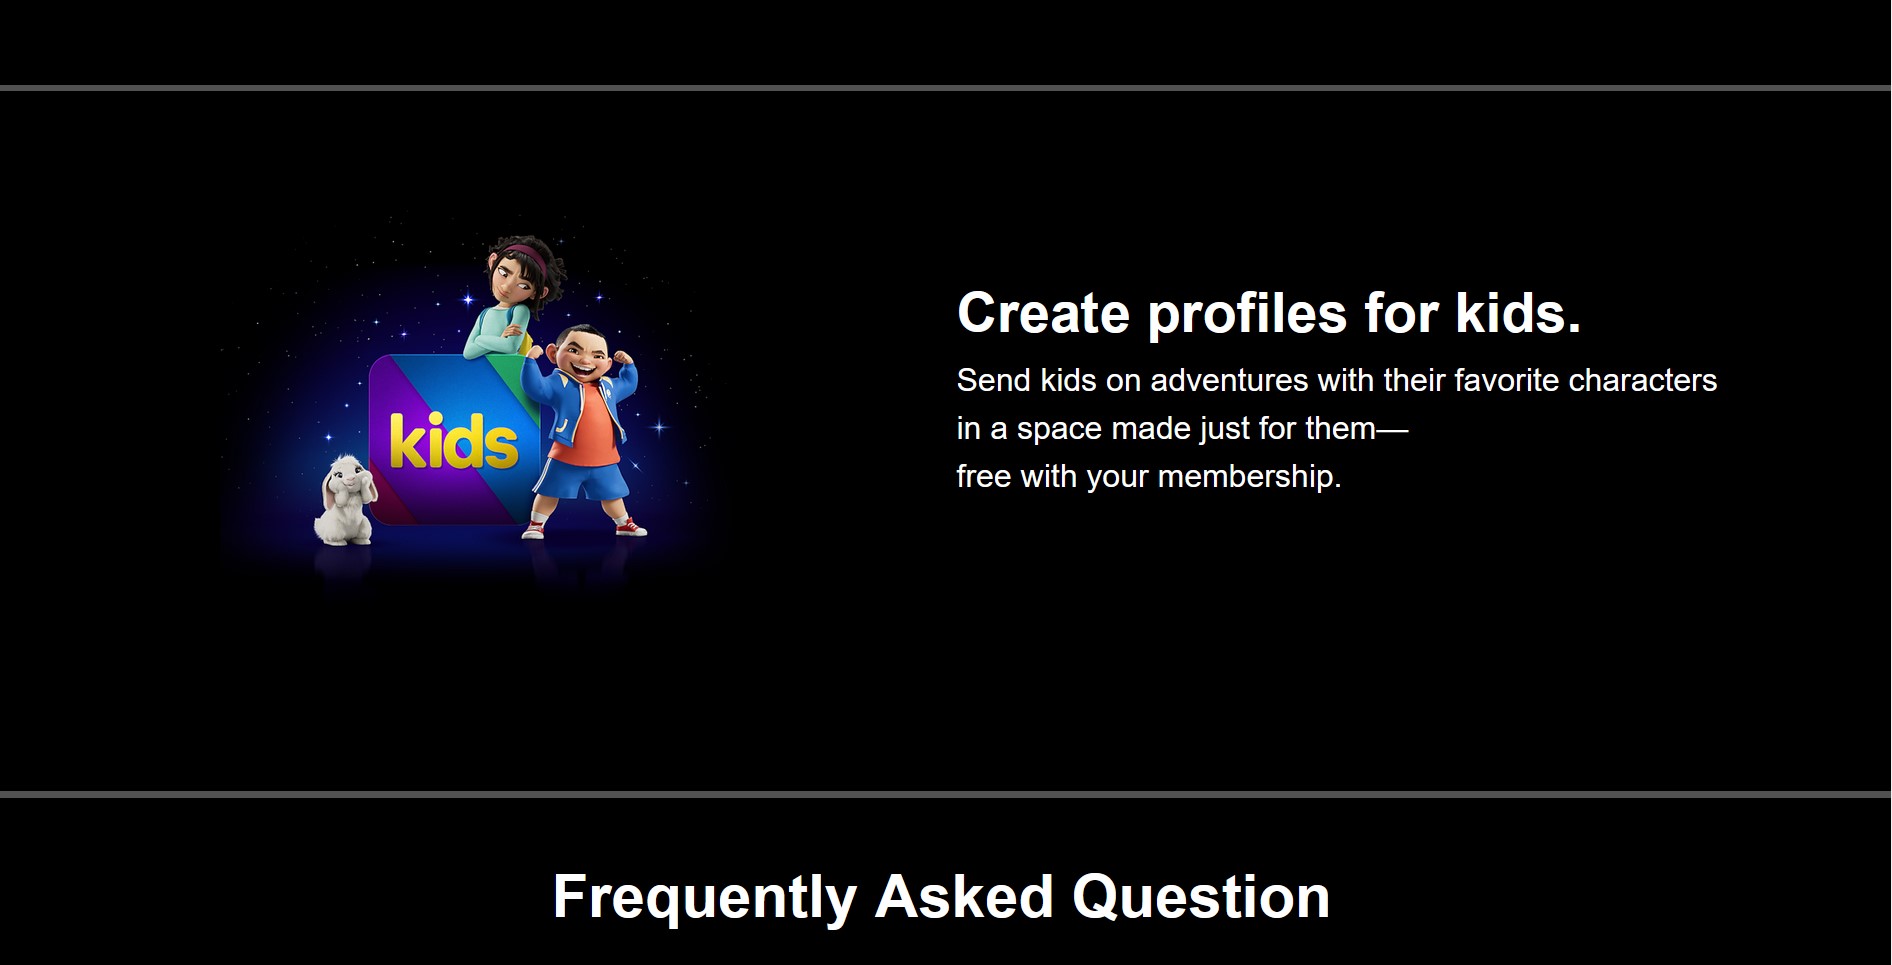 kids
Create profiles for kids.
Send kids on adventures with their favorite characters
in a space made just for them—
free with your membership.
Frequently Asked Question